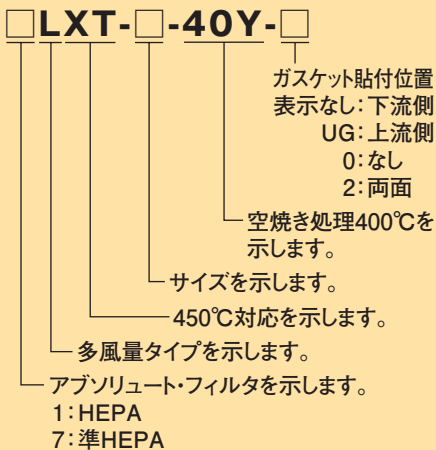 □LXT-□-40Y-□
ガスケット貼付位置
表示なし:下流側
UG:上流側
0:なし
2:両面
空焼き処理400℃を
示します。
サイズを示します。
450℃対応を示します。
多風量タイプを示します。
アブソリュート・フィルタを示します。
1:HEPA
7:準HEPA